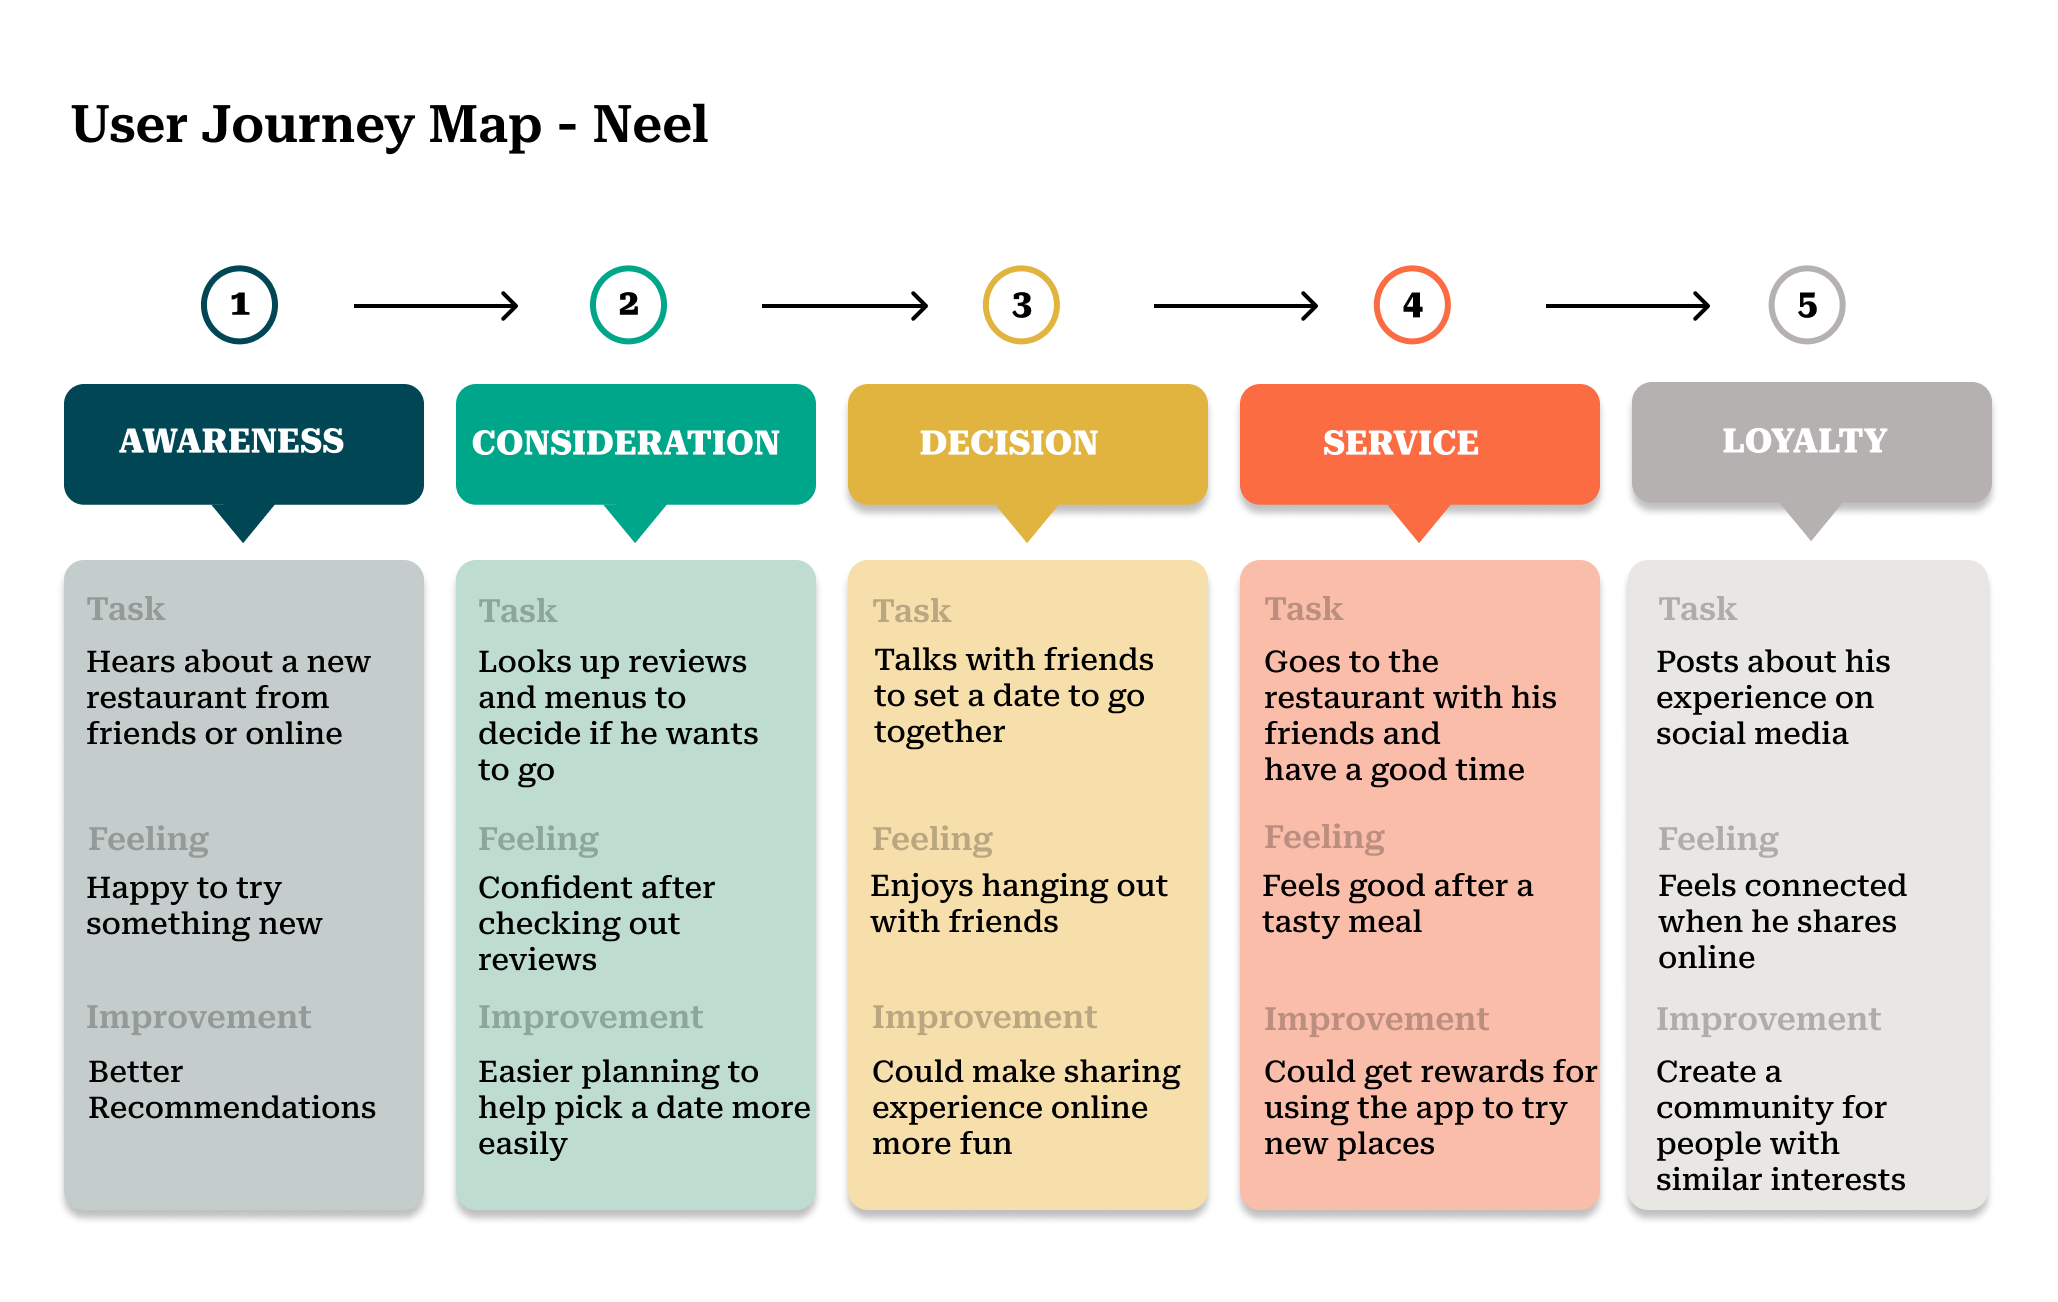 User Journey Map - Neel
1
2
3
4
5
AWARENESS
CONSIDERATION
DECISION
SERVICE
LOYALTY
Task
Hears about a new
restaurant from
friends or online
Feeling
Happy to try
something new
Improvement
Better
Recommendations
Task
Looks up reviews
and menus to
decide if he wants
to go
Feeling
Confident after
checking out
reviews
Improvement
Easier planning to
help pick a date more
easily
Task
Talks with friends
to set a date to go
together
Feeling
Enjoys hanging out
with friends
Improvement
Could make sharing
experience online
more fun
Task
Goes to the
restaurant with his
friends and
have a good time
Feeling
Feels good after a
tasty meal
Improvement
Could get rewards for
using the app to try
new places
Task
Posts about his
experience on
social media
Feeling
Feels connected
when he shares
online
Improvement
Create a
community for
people with
similar interests